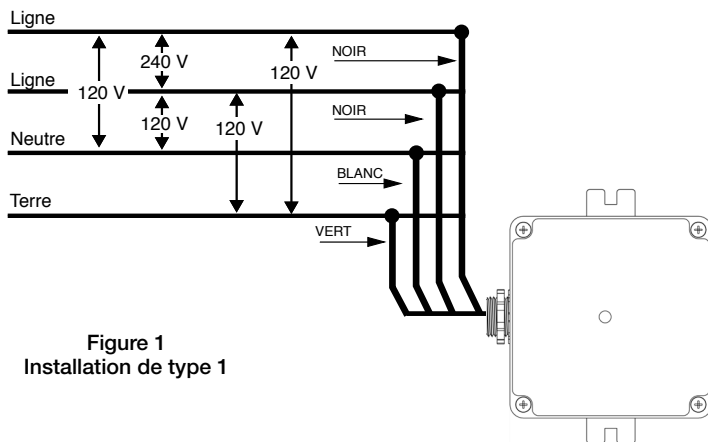 Ligne
NOIR
240 V
120 V
Ligne
120 V
120 V
120 V
NOIR
Neutre
BLANC
Terre
VERT
Figure 1
Installation de type 1